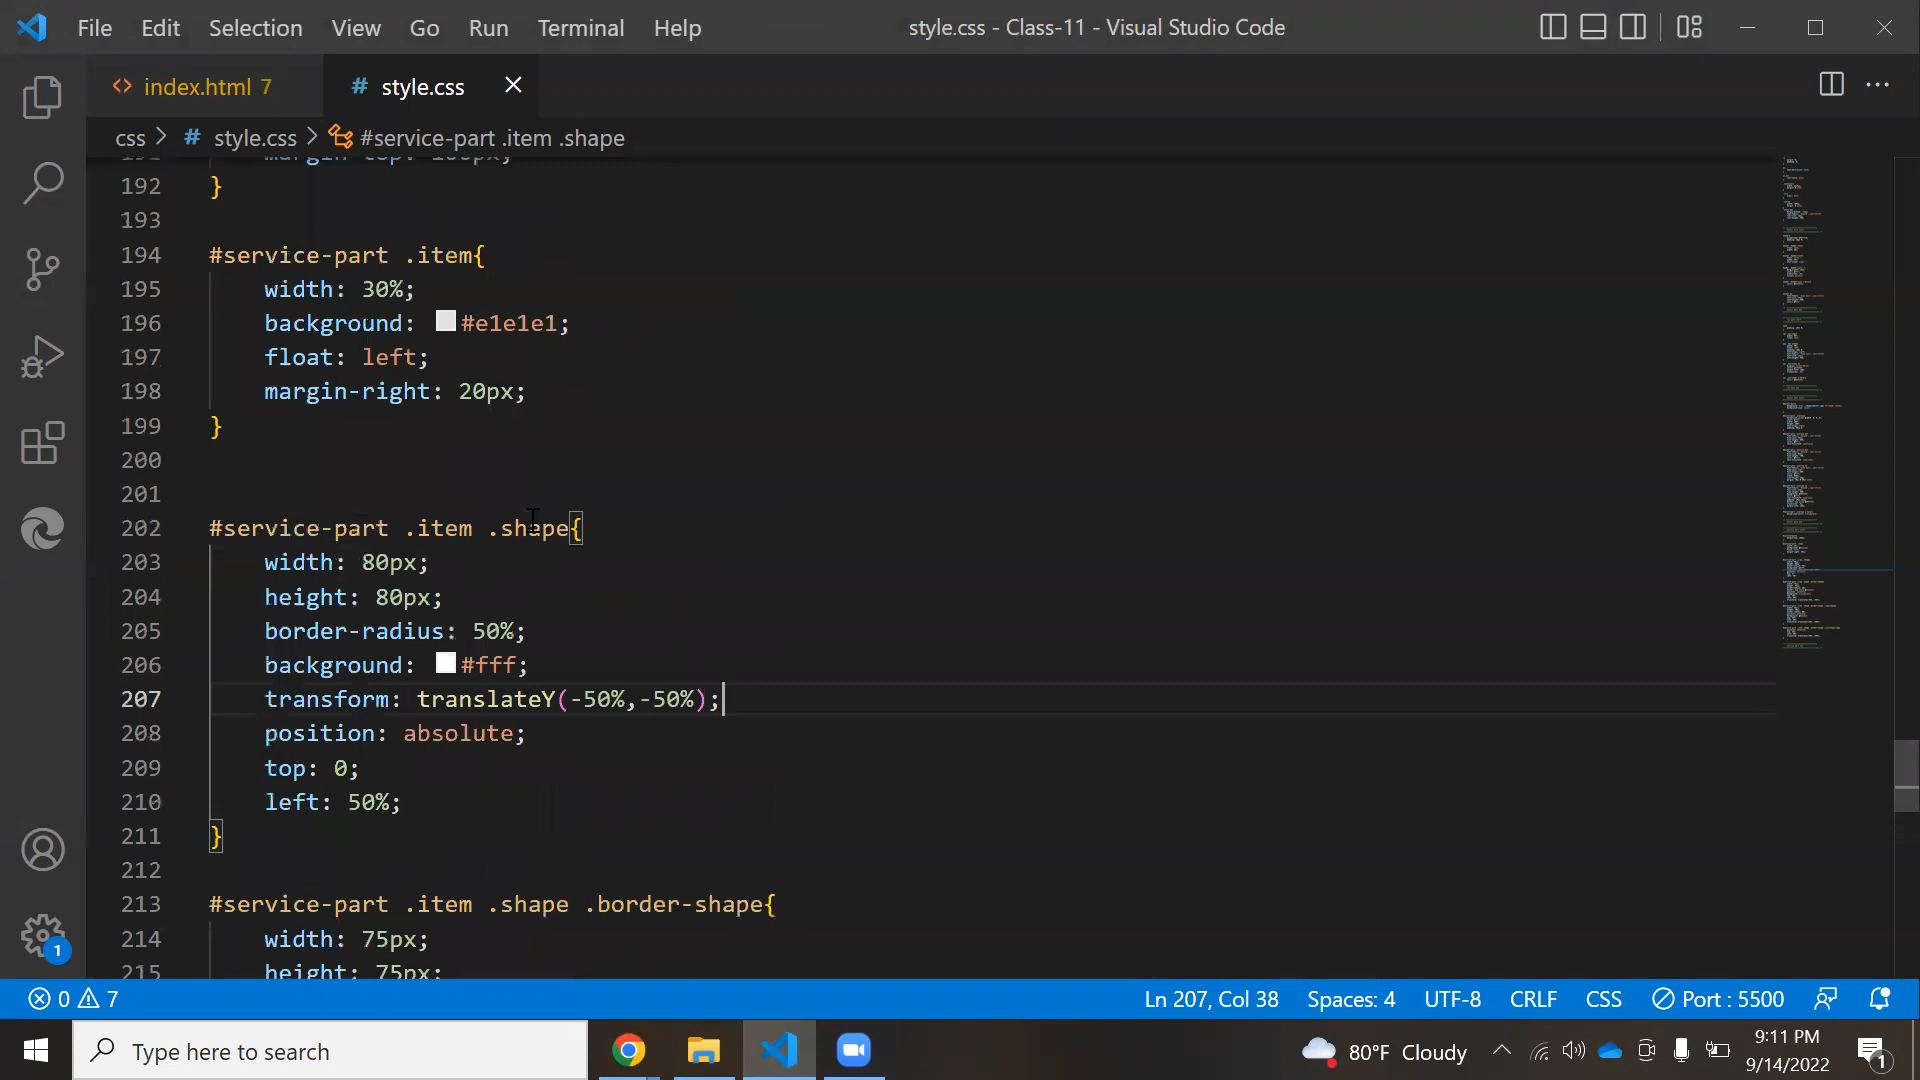 File Edit Selection View Go Run Terminal Help style.css - Class-11 - Visual Studio Code
index.html 7 # style.css
css > # style.css > #service-part .item .shape
192 }
193
194 #service-part .item{
195 width: 30%;
196 background: #e1e1e1;
197 float: left;
198 margin-right: 20px;
199 }
200
201
202 #service-part .item .shape{
203 width: 80px;
204 height: 80px;
205 border-radius: 50%;
206 background: #fff;
207 transform: translateY(-50%,-50%);
208 position: absolute;
209 top: 0;
210 left: 50%;
211 }
212
213 #service-part .item .shape .border-shape{
214 width: 75px;
215 height: 75px;
1
0 7 Ln 207, Col 38 Spaces: 4 UTF-8 CRLF CSS Port : 5500
Type here to search 80°F Cloudy 9:11 PM
9/14/2022 1